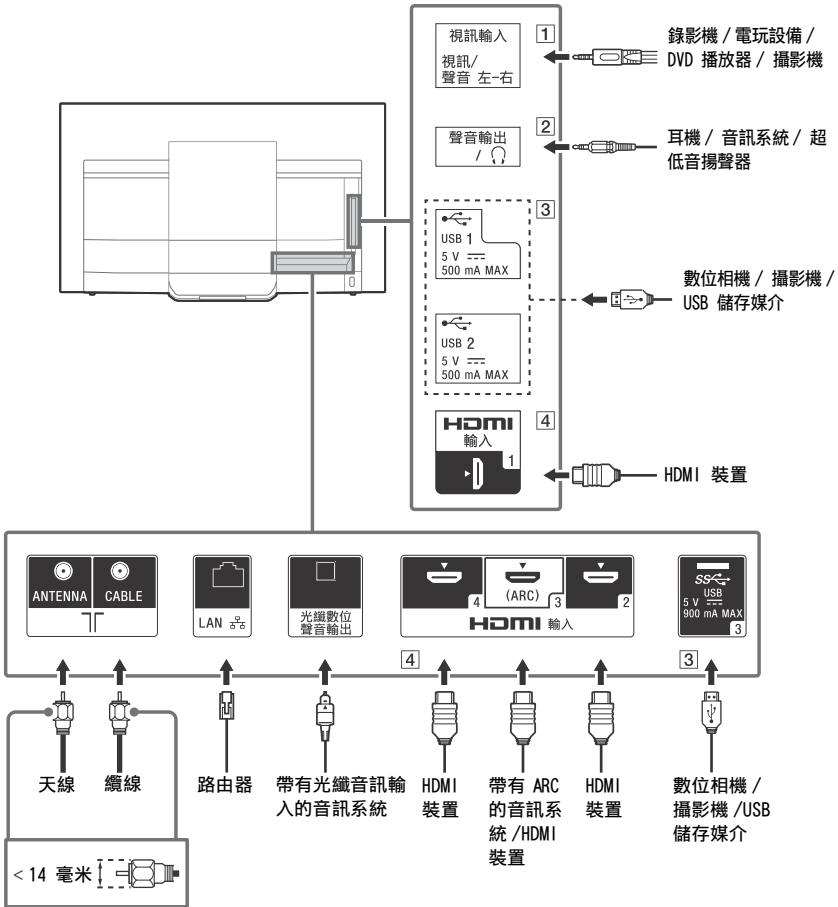 視訊輸入
視訊/
聲音 左-右
1
錄影機 / 電玩設備 /
DVD 播放器 / 攝影機
聲音輸出
/
2
耳機 / 音訊系統 / 超
低音揚聲器
3
USB 1
5 V
500 mA MAX
數位相機 / 攝影機 /
USB 儲存媒介
USB 2
5 V
500 mA MAX
HDMI
輸入
1
4
HDMI 裝置
ANTENNA
CABLE
LAN
光纖數位
聲音輸出
4
(ARC)
3
2
HDMI 輸入
SS
USB
5 V
900 mA MAX
3
4
3
天線
纜線
路由器
帶有光纖音訊輸
入的音訊系統
HDMI
裝置
帶有 ARC
的音訊系
統 /HDMI
裝置
HDMI
裝置
數位相機 /
攝影機 /USB
儲存媒介
< 14 毫米